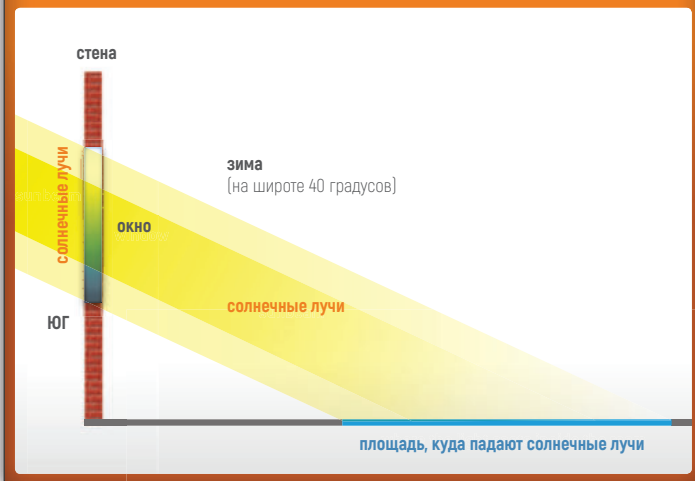 стена
солнечные лучи
зима
(на широте 40 градусов)
окно
солнечные лучи
ЮГ
площадь, куда падают солнечные лучи